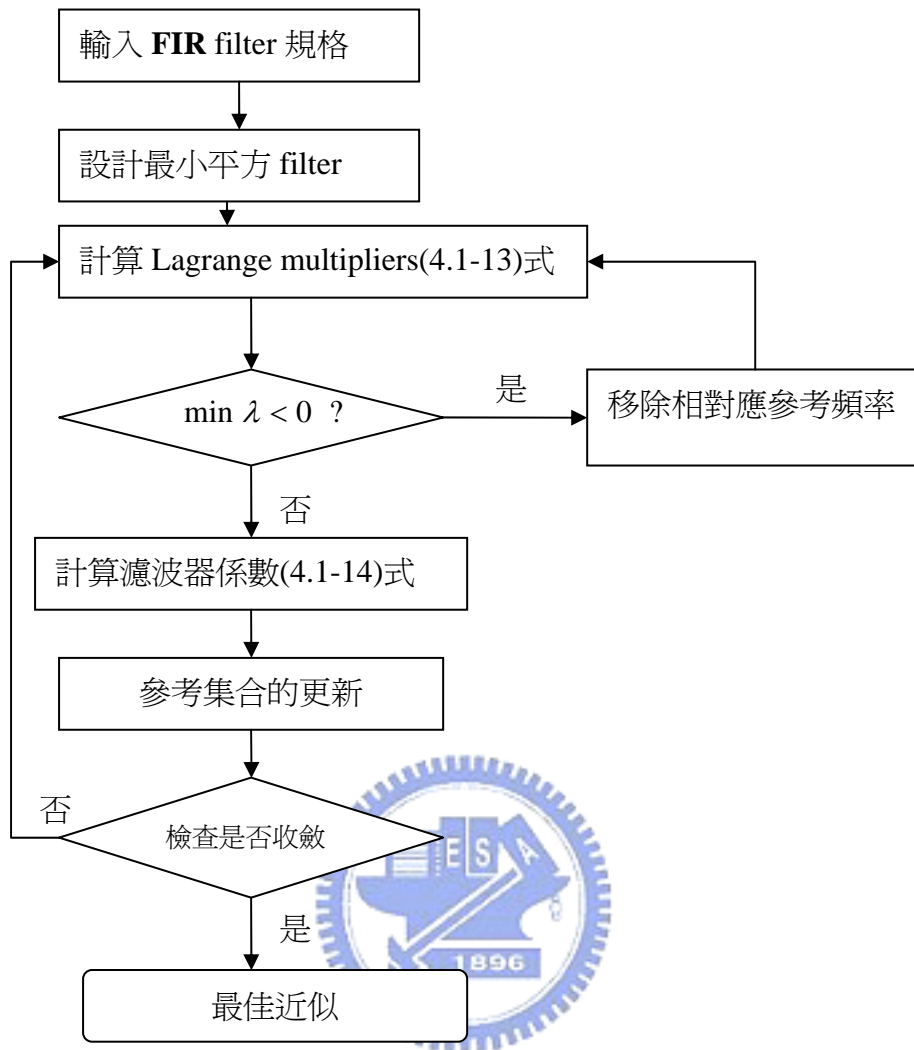 輸入 FIR filter 規格
設計最小平方 filter
計算 Lagrange multipliers(4.1-13)式
min λ < 0 ?
是
移除相對應參考頻率
否
計算濾波器係數(4.1-14)式
參考集合的更新
否
檢查是否收斂
E S A
是
1896
最佳近似